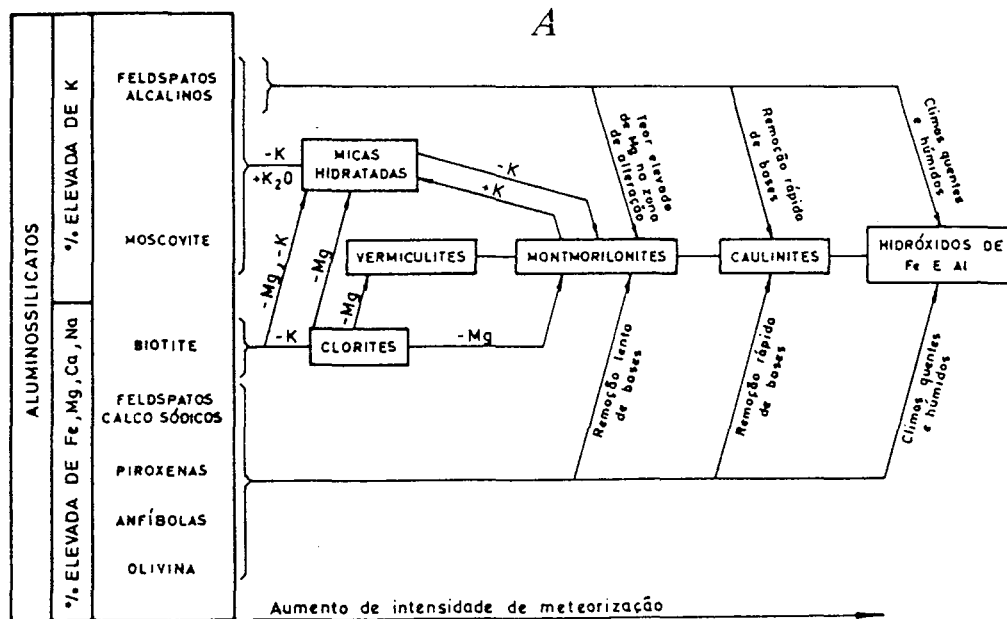 A
ALUMOSSILICATOS
% ELEVADA DE K
% ELEVADA DE Fe, Mg, Ca, Na
FELDSPATOS
ALCALINOS
MOSCOVITE
BIOTITE
FELDSPATOS
CALCO SÓDICOS
PIROXENAS
ANFÍBOLAS
OLIVINA
-K
+K₂O
MICAS
HIDRATADAS
-K
+K
-Mg, -K
-Mg
-Mg
-K
VERMICULITES
CLORITES
-Mg
MONTMORILONITES
CAULINITES
HIDRÓXIDOS DE
Fe E Al
Teor elevado
de Mg na zona
de alteração
Remoção rápida
de bases
Climas quentes
e húmidos
Remoção lenta
de bases
Remoção rápida
de bases
Climas quentes
e húmidos
Aumento de intensidade de meteorização